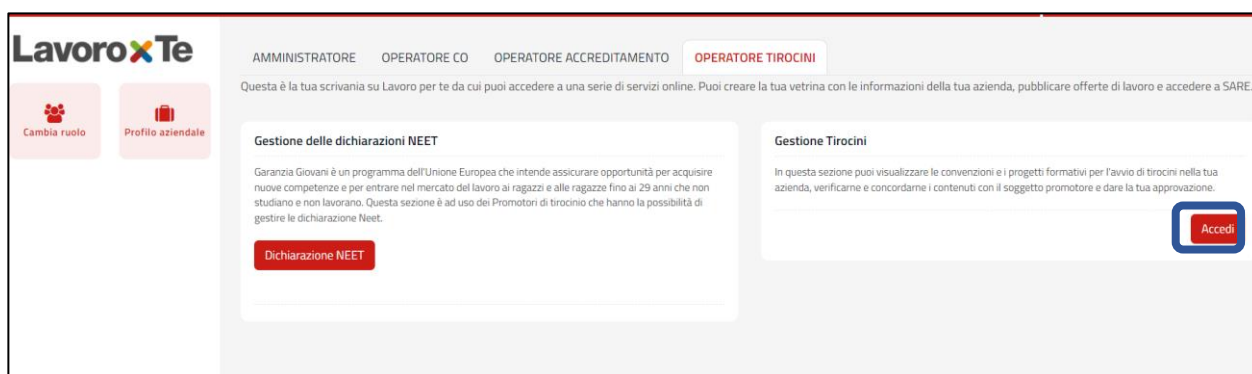 LavoroxTe
Cambia ruolo
Profilo aziendale
AMMINISTRATORE OPERATORE CO OPERATORE ACCREDITAMENTO OPERATORE TIROCINI
Questa è la tua scrivania su Lavoro per te da cui puoi accedere a una serie di servizi online. Puoi creare la tua vetrina con le informazioni della tua azienda, pubblicare offerte di lavoro e accedere a SARE.
Gestione delle dichiarazioni NEET
Garanzia Giovani è un programma dell'Unione Europea che intende assicurare opportunità per acquisire
nuove competenze e per entrare nel mercato del lavoro ai ragazzi e alle ragazze fino ai 29 anni che non
studiano e non lavorano. Questa sezione è ad uso dei Promotori di tirocinio che hanno la possibilità di
gestire le dichiarazione Neet.
Dichiarazione NEET
Gestione Tirocini
In questa sezione puoi visualizzare le convenzioni e i progetti formativi per l'avvio di tirocini nella tua
azienda, verificarne e concordarne i contenuti con il soggetto promotore e dare la tua approvazione.
Accedi